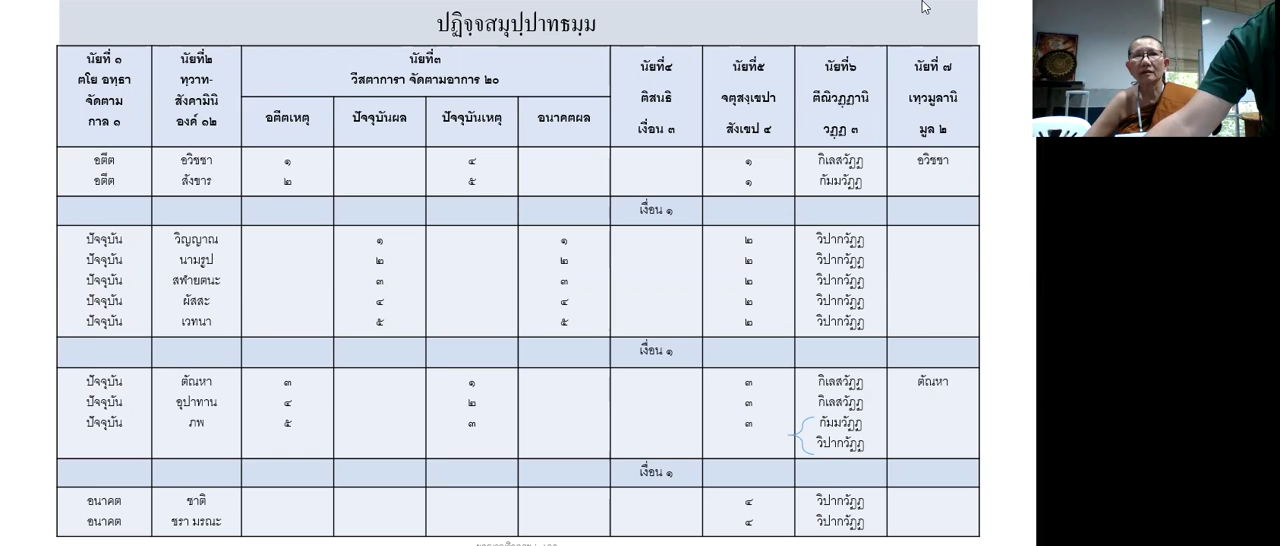 ปฏิจฺจสมุปฺปาทธมฺม
นัยที่ ๑ นัยที่๒ นัยที่๓ นัยที่๔ นัยที่๕ นัยที่๖ นัยที่ ๗
ตโย อทฺธา ทฺวาท- วีสตาการา จัดตามอาการ ๒๐ ติสนธิ จตุสงฺเขปา ตีณิวฏฺฏานิ เทฺวมูลานิ
จัดตาม สังคามินิ
กาล ๑ องค์ ๑๒ อตีตเหตุ ปัจจุบันผล ปัจจุบันเหตุ อนาคตผล เงื่อน ๓ สังเขป ๔ วฏฺฏ ๓ มูล ๒
อตีต อวิชชา ๑ ๔ ๑ กิเลสวัฏฏ อวิชชา
อตีต สังขาร ๒ ๕ ๑ กัมมวัฏฏ
เงื่อน ๑
ปัจจุบัน วิญญาณ ๑ ๑ ๒ วิปากวัฏฏ
ปัจจุบัน นามรูป ๒ ๒ ๒ วิปากวัฏฏ
ปัจจุบัน สฬายตนะ ๓ ๓ ๒ วิปากวัฏฏ
ปัจจุบัน ผัสสะ ๔ ๔ ๒ วิปากวัฏฏ
ปัจจุบัน เวทนา ๕ ๕ ๒ วิปากวัฏฏ
เงื่อน ๑
ปัจจุบัน ตัณหา ๓ ๑ ๓ กิเลสวัฏฏ ตัณหา
ปัจจุบัน อุปาทาน ๔ ๒ ๓ กิเลสวัฏฏ
ปัจจุบัน ภพ ๕ ๓ ๓ กัมมวัฏฏ
วิปากวัฏฏ
เงื่อน ๑
อนาคต ชาติ ๔ วิปากวัฏฏ
อนาคต ชรา มรณะ ๔ วิปากวัฏฏ